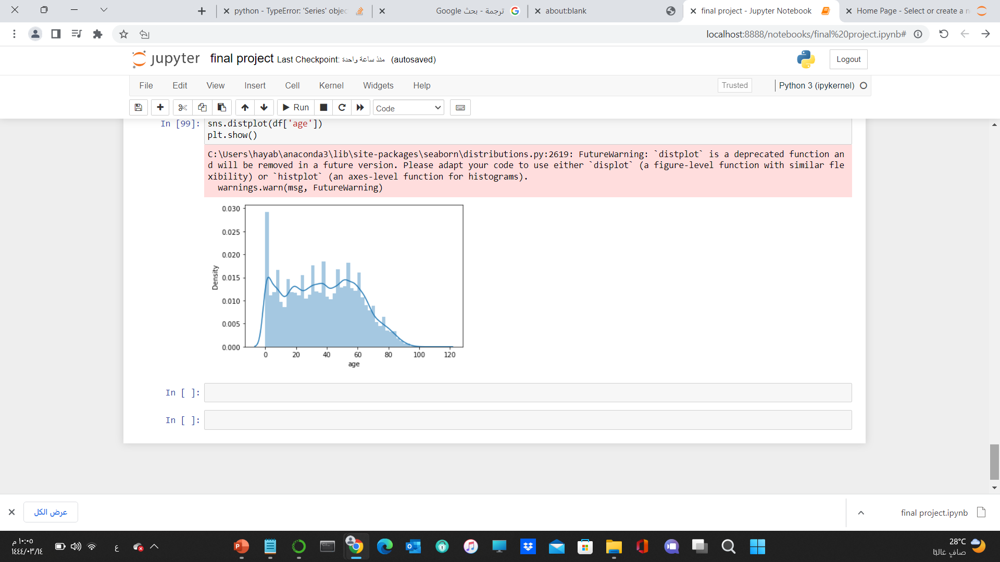 python - TypeError: 'Series' objec
ترجمة - بحث Google
about:blank
final project - Jupyter Notebook
Home Page - Select or create a n
localhost:8888/notebooks/final%20project.ipynb#
jupyter final project Last Checkpoint: منذ ساعة واحدة (autosaved)
Logout
File Edit View Insert Cell Kernel Widgets Help
Trusted
Python 3 (ipykernel)
Run
Code
In [99]: sns.distplot(df['age'])
plt.show()
C:\Users\hayab\anaconda3\lib\site-packages\seaborn\distributions.py:2619: FutureWarning: `distplot` is a deprecated function an
d will be removed in a future version. Please adapt your code to use either `displot` (a figure-level function with similar fle
xibility) or `histplot` (an axes-level function for histograms).
warnings.warn(msg, FutureWarning)
0.030
0.025
0.020
0.015
0.010
0.005
0.000
Density
0 20 40 60 80 100 120
age
In [ ]:
In [ ]:
عرض الكل
final project.ipynb
١٠:٠٥ م
١٤٤٤/٠٣/١٤
ع
28°C
صافٍ غالبًا